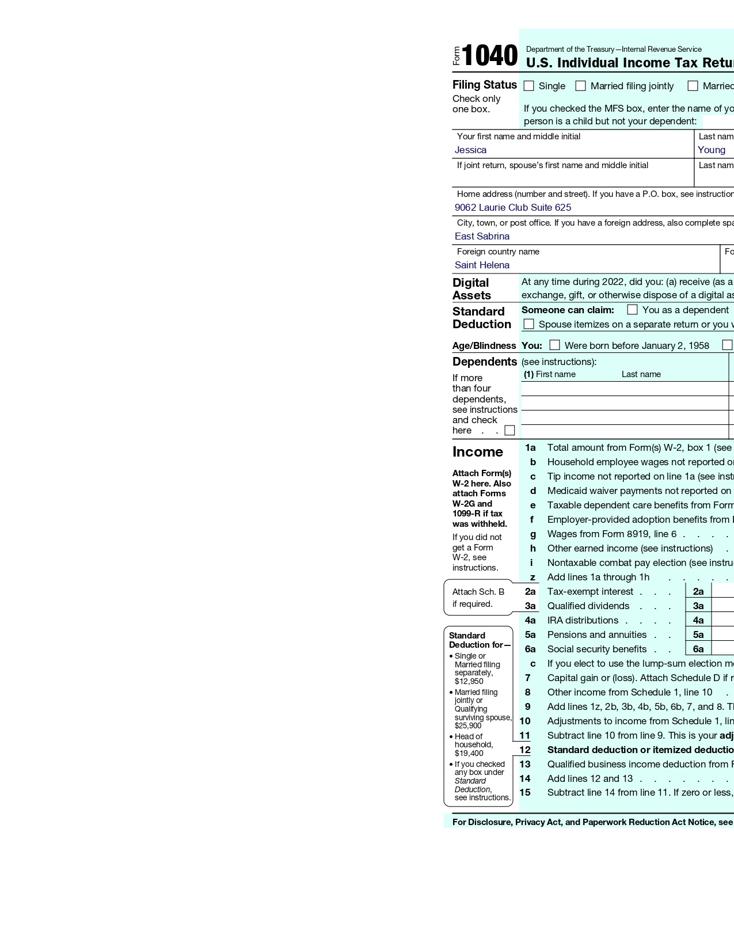 Form 1040 Department of the Treasury—Internal Revenue Service
U.S. Individual Income Tax
Filing Status Single Married filing jointly Married
Check only
one box.
If you checked the MFS box, enter the name of
person is a child but not your dependent:
Your first name and middle initial Last
Jessica Young
If joint return, spouse's first name and middle initial Last
Home address (number and street). If you have a P.O. box, see
9062 Laurie Club Suite 625
City, town, or post office. If you have a foreign address, also complete
East Sabrina
Foreign country name
Saint Helena
Digital
Assets
At any time during 2022, did you: (a) receive (as a
exchange, gift, or otherwise dispose of a digital
Standard
Deduction
Someone can claim: You as a dependent
Spouse itemizes on a separate return or you
Age/Blindness You: Were born before January 2, 1958
Dependents (see instructions):
(1) First name Last name
If more
than four
dependents,
see instructions
and check
here . .
Income
Attach Form(s)
W-2 here. Also
attach Forms
W-2G and
1099-R if tax
was withheld.
If you did not
get a Form
W-2, see
instructions.
1a Total amount from Form(s) W-2, box 1 (see
b Household employee wages not reported
c Tip income not reported on line 1a (see
d Medicaid waiver payments not reported on
e Taxable dependent care benefits from
f Employer-provided adoption benefits from
g Wages from Form 8919, line 6 . . . .
h Other earned income (see instructions) .
i Nontaxable combat pay election (see
z Add lines 1a through 1h . . . . .
Attach Sch. B
if required.
2a Tax-exempt interest . . . 2a
3a Qualified dividends . . . 3a
4a IRA distributions . . . . 4a
5a Pensions and annuities . . 5a
6a Social security benefits . . 6a
c If you elect to use the lump-sum election
7 Capital gain or (loss). Attach Schedule D if
8 Other income from Schedule 1, line 10 .
9 Add lines 1z, 2b, 3b, 4b, 5b, 6b, 7, and 8.
10 Adjustments to income from Schedule 1,
11 Subtract line 10 from line 9. This is your
12 Standard deduction or itemized
13 Qualified business income deduction from
14 Add lines 12 and 13 . . . . . . .
15 Subtract line 14 from line 11. If zero or less,
Standard
Deduction for—
• Single or
Married filing
separately,
$12,950
• Married filing
jointly or
Qualifying
surviving spouse,
$25,900
• Head of
household,
$19,400
• If you checked
any box under
Standard
Deduction,
see instructions.
For Disclosure, Privacy Act, and Paperwork Reduction Act Notice, see